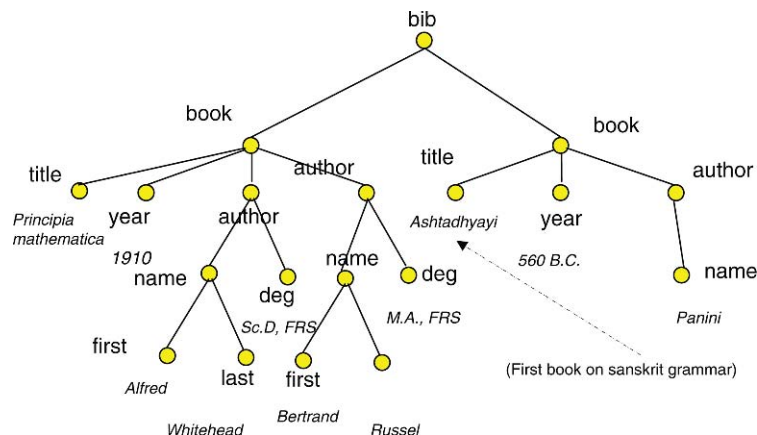 bib
book
book
title
author
title
author
Principia
mathematica
year
author
Ashtadhyayi
year
1910
name
name
deg
560 B.C.
name
deg
Sc.D, FRS
M.A., FRS
Panini
first
last
first
(First book on sanskrit grammar)
Alfred
Whitehead
Bertrand
Russel